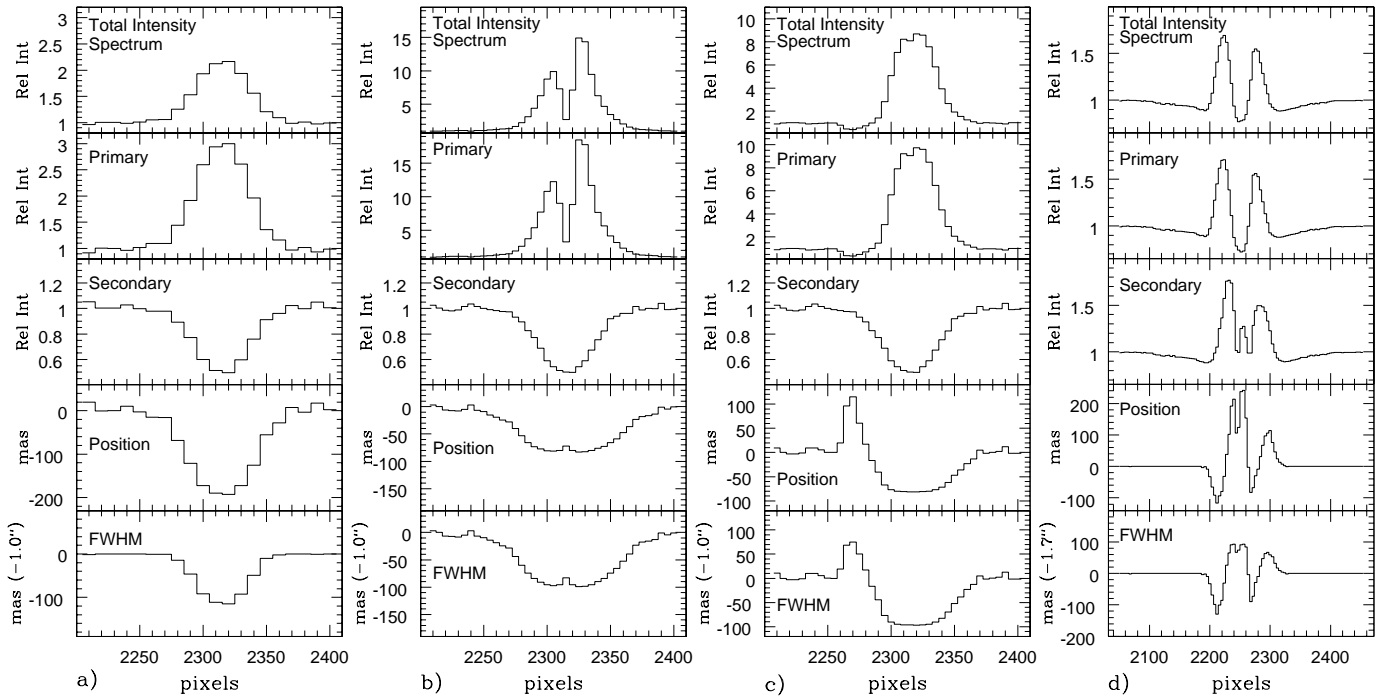 Total Intensity
Spectrum
Rel Int
3
2.5
2
1.5
1
Primary
Rel Int
3
2.5
2
1.5
1
Secondary
Rel Int
1.2
1
0.8
0.6
Position
mas
0
-100
-200
FWHM
mas (-1.0")
0
-100
2250 2300 2350 2400
a) pixels
Total Intensity
Spectrum
Rel Int
15
10
5
Primary
Rel Int
15
10
5
Secondary
Rel Int
1.2
1
0.8
0.6
Position
mas
0
-50
-100
-150
FWHM
mas (-1.0")
0
-50
-100
-150
2250 2300 2350 2400
b) pixels
Total Intensity
Spectrum
Rel Int
10
8
6
4
2
Primary
Rel Int
10
8
6
4
2
Secondary
Rel Int
1.2
1
0.8
0.6
Position
mas
100
50
0
-50
-100
FWHM
mas (-1.0")
100
50
0
-50
-100
2250 2300 2350 2400
c) pixels
Total Intensity
Spectrum
Rel Int
1.5
1
Primary
Rel Int
1.5
1
Secondary
Rel Int
1.5
1
Position
mas
200
100
0
-100
FWHM
mas (-1.7")
100
0
-100
-200
2100 2200 2300 2400
d) pixels